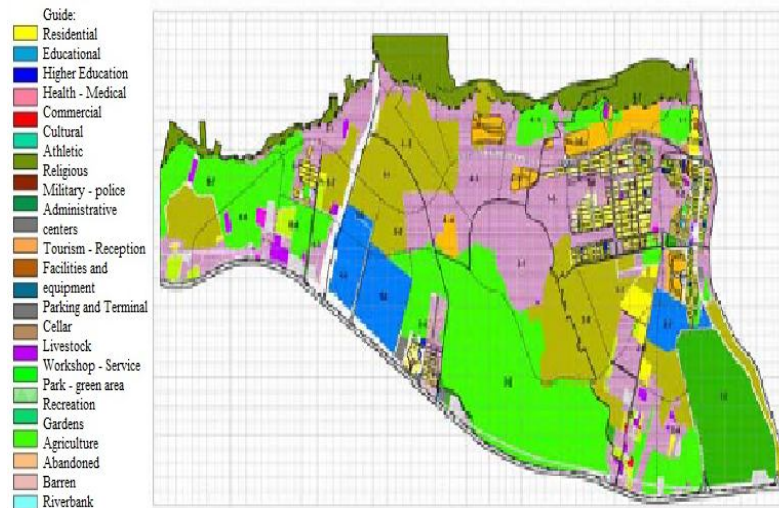 Guide:
Residential
Educational
Higher Education
Health - Medical
Commercial
Cultural
Athletic
Religious
Military - police
Administrative
centers
Tourism - Reception
Facilities and
equipment
Parking and Terminal
Cellar
Livestock
Workshop - Service
Park - green area
Recreation
Gardens
Agriculture
Abandoned
Barren
Riverbank